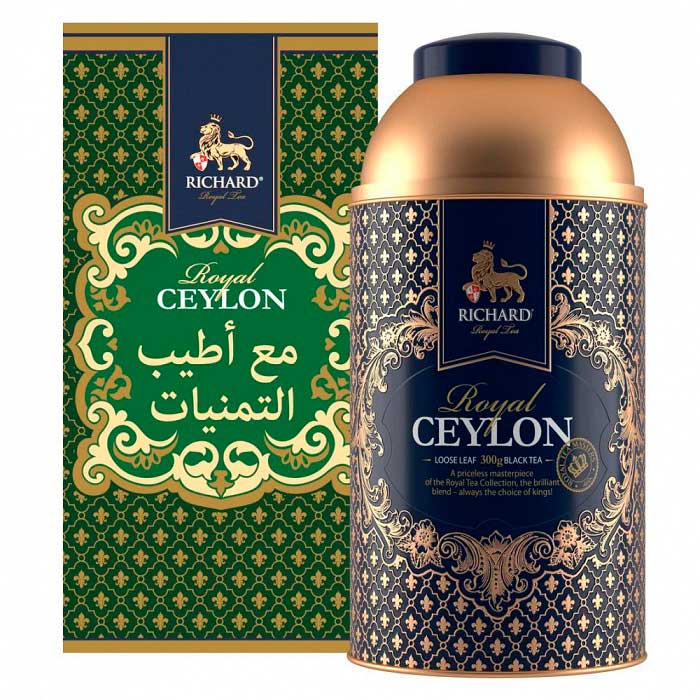 RICHARD®
Royal Tea
Royal
CEYLON
مع أطيب
التمنيات
RICHARD®
Royal Tea
Royal
CEYLON
LOOSE LEAF 300g BLACK TEA
A priceless masterpiece
of the Royal Tea Collection, the brilliant
blend – always the choice of kings!